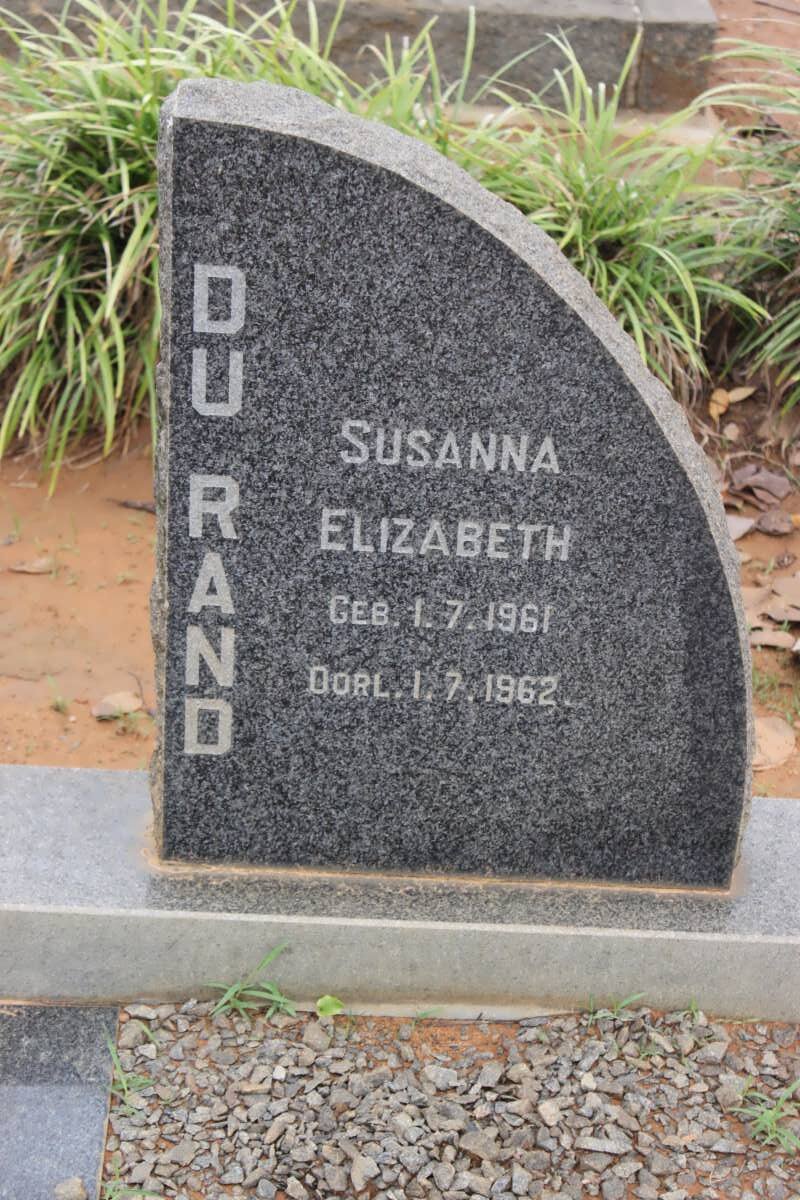 DU RAND
SUSANNA
ELIZABETH
GEB. 1.7.1961
OORL. 1.7.1962.